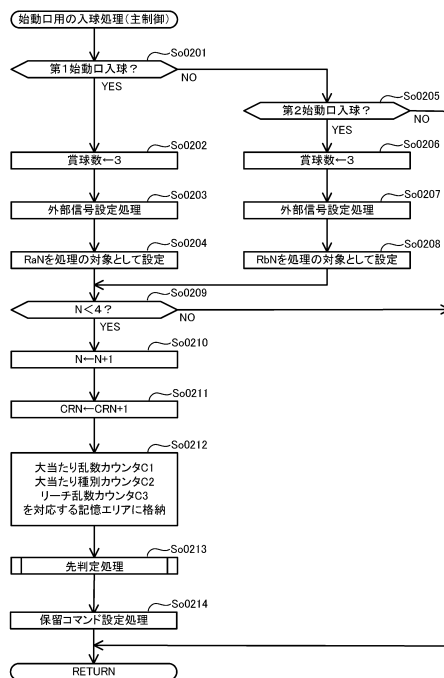 始動口用の入球処理(主制御)
So0201
第1始動口入球?
NO
YES
So0205
第2始動口入球?
NO
YES
So0202
賞球数←3
So0206
賞球数←3
So0203
外部信号設定処理
So0207
外部信号設定処理
So0204
RaNを処理の対象として設定
So0208
RbNを処理の対象として設定
So0209
N<4?
NO
YES
So0210
N←N+1
So0211
CRN←CRN+1
So0212
大当たり乱数カウンタC1
大当たり種別カウンタC2
リーチ乱数カウンタC3
を対応する記憶エリアに格納
So0213
先判定処理
So0214
保留コマンド設定処理
RETURN